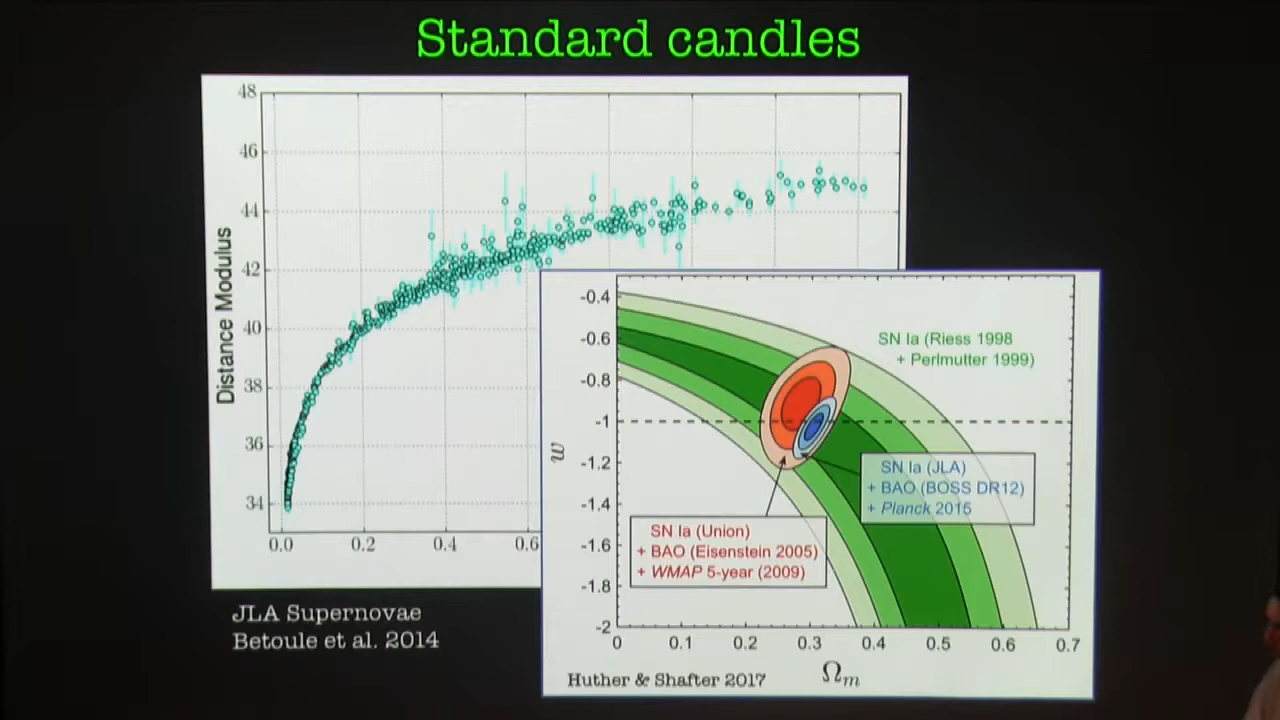 Standard candles
48
46
44
42
40
38
36
34
Distance Modulus
0.0 0.2 0.4 0.6
JLA Supernovae
Betoule et al. 2014
-0.4
-0.6
-0.8
-1
-1.2
-1.4
-1.6
-1.8
-2
w
SN Ia (Riess 1998
+ Perlmutter 1999)
SN Ia (JLA)
+ BAO (BOSS DR12)
+ Planck 2015
SN Ia (Union)
+ BAO (Eisenstein 2005)
+ WMAP 5-year (2009)
0 0.1 0.2 0.3 0.4 0.5 0.6 0.7
Ωm
Huther & Shafter 2017